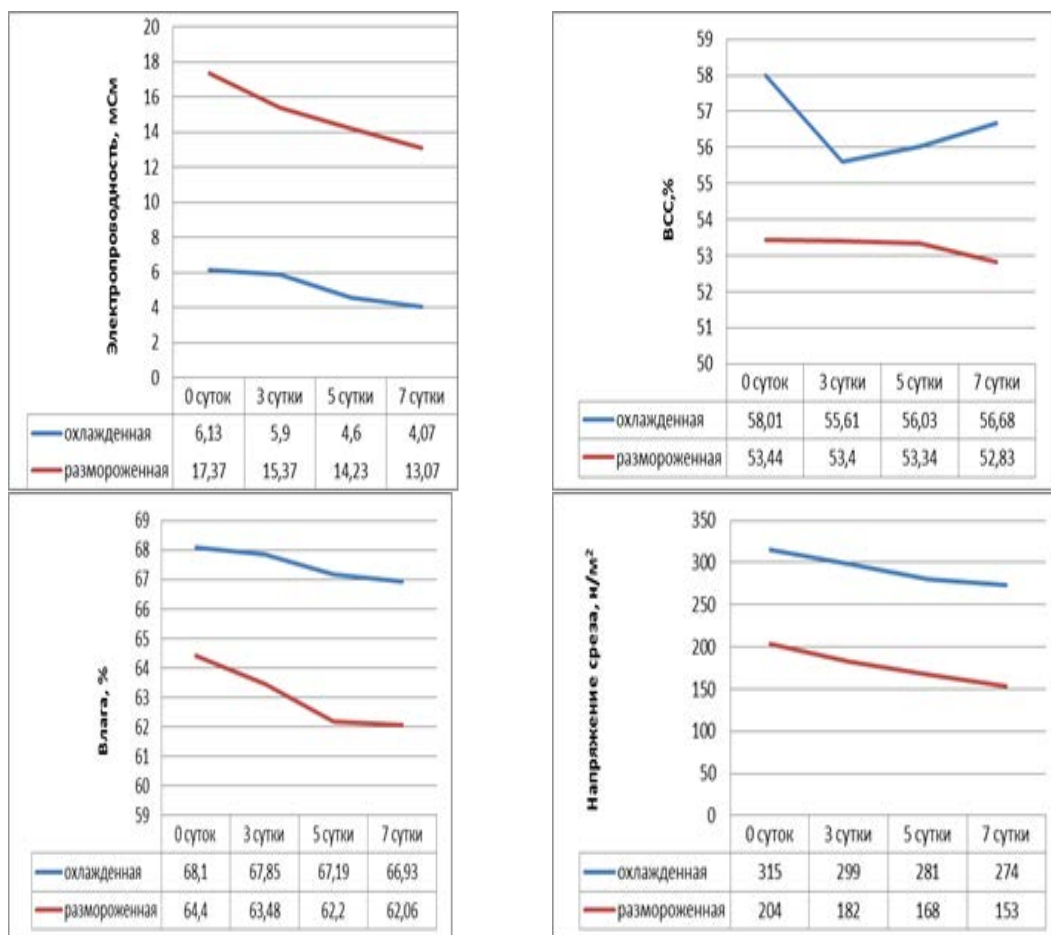 Электропроводность, мСм
20
18
16
14
12
10
8
6
4
2
0
0 суток 3 сутки 5 сутки 7 сутки
охлажденная 6,13 5,9 4,6 4,07
размороженная 17,37 15,37 14,23 13,07
ВСС,%
59
58
57
56
55
54
53
52
51
50
0 суток 3 сутки 5 сутки 7 сутки
охлажденная 58,01 55,61 56,03 56,68
размороженная 53,44 53,4 53,34 52,83
Влага, %
69
68
67
66
65
64
63
62
61
60
59
0 суток 3 сутки 5 сутки 7 сутки
охлажденная 68,1 67,85 67,19 66,93
размороженная 64,4 63,48 62,2 62,06
Напряжение среза, н/м²
350
300
250
200
150
100
50
0
0 суток 3 сутки 5 сутки 7 сутки
охлажденная 315 299 281 274
размороженная 204 182 168 153